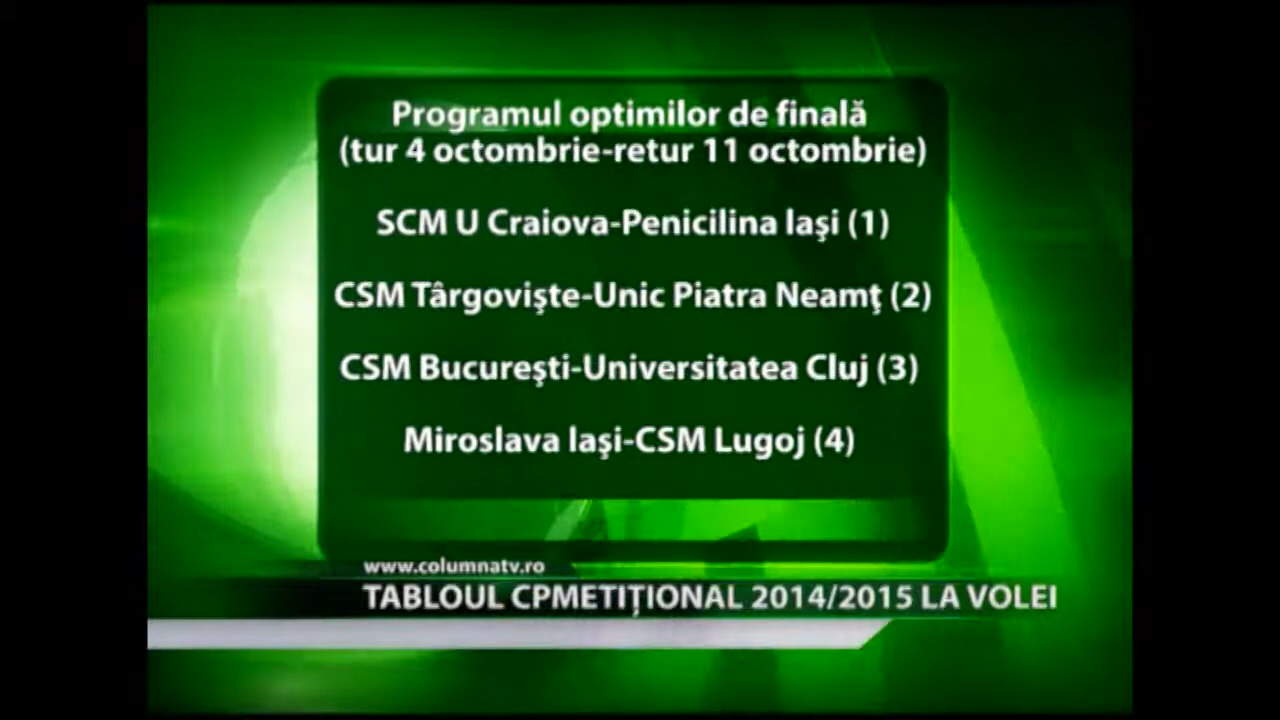 Programul optimilor de finală
(tur 4 octombrie-retur 11 octombrie)
SCM U Craiova-Penicilina Iaşi (1)
CSM Târgovişte-Unic Piatra Neamţ (2)
CSM Bucureşti-Universitatea Cluj (3)
Miroslava Iaşi-CSM Lugoj (4)
www.columnatv.ro
TABLOUL CPMETIȚIONAL 2014/2015 LA VOLEI